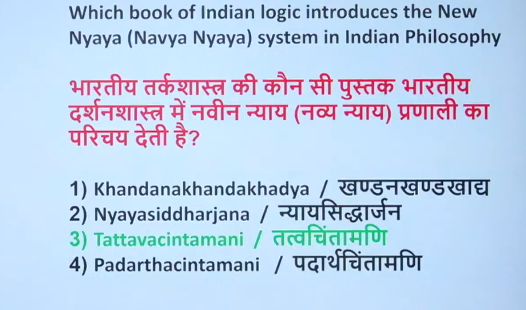 Which book of Indian logic introduces the New
Nyaya (Navya Nyaya) system in Indian Philosophy
भारतीय तर्कशास्त्र की कौन सी पुस्तक भारतीय
दर्शनशास्त्र में नवीन न्याय (नव्य न्याय) प्रणाली का
परिचय देती है?
1) Khandanakhandakhadya / खण्डनखण्डखाद्य
2) Nyayasiddharjana / न्यायसिद्धार्जन
3) Tattavacintamani / तत्वचिंतामणि
4) Padarthacintamani / पदार्थचिंतामणि